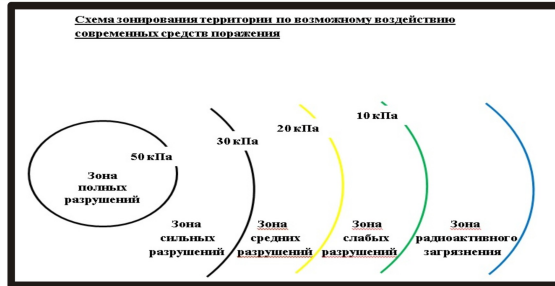 Схема зонирования территории по возможному воздействию
современных средств поражения
10 кПа
20 кПа
30 кПа
50 кПа
Зона
полных
разрушений
Зона
сильных
разрушений
Зона
средних
разрушений
Зона
слабых
разрушений
Зона
радиоактивного
загрязнения